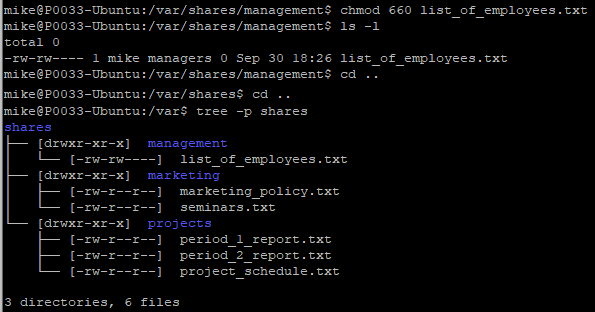 mike@P0033-Ubuntu:/var/shares/management$ chmod 660 list_of_employees.txt
mike@P0033-Ubuntu:/var/shares/management$ ls -l
total 0
-rw-rw---- 1 mike managers 0 Sep 30 18:26 list_of_employees.txt
mike@P0033-Ubuntu:/var/shares/management$ cd ..
mike@P0033-Ubuntu:/var/shares$ cd ..
mike@P0033-Ubuntu:/var$ tree -p shares
shares
├── [drwxr-xr-x]  management
│   └── [-rw-rw----]  list_of_employees.txt
├── [drwxr-xr-x]  marketing
│   ├── [-rw-r--r--]  marketing_policy.txt
│   └── [-rw-r--r--]  seminars.txt
└── [drwxr-xr-x]  projects
    ├── [-rw-r--r--]  period_1_report.txt
    ├── [-rw-r--r--]  period_2_report.txt
    └── [-rw-r--r--]  project_schedule.txt
3 directories, 6 files